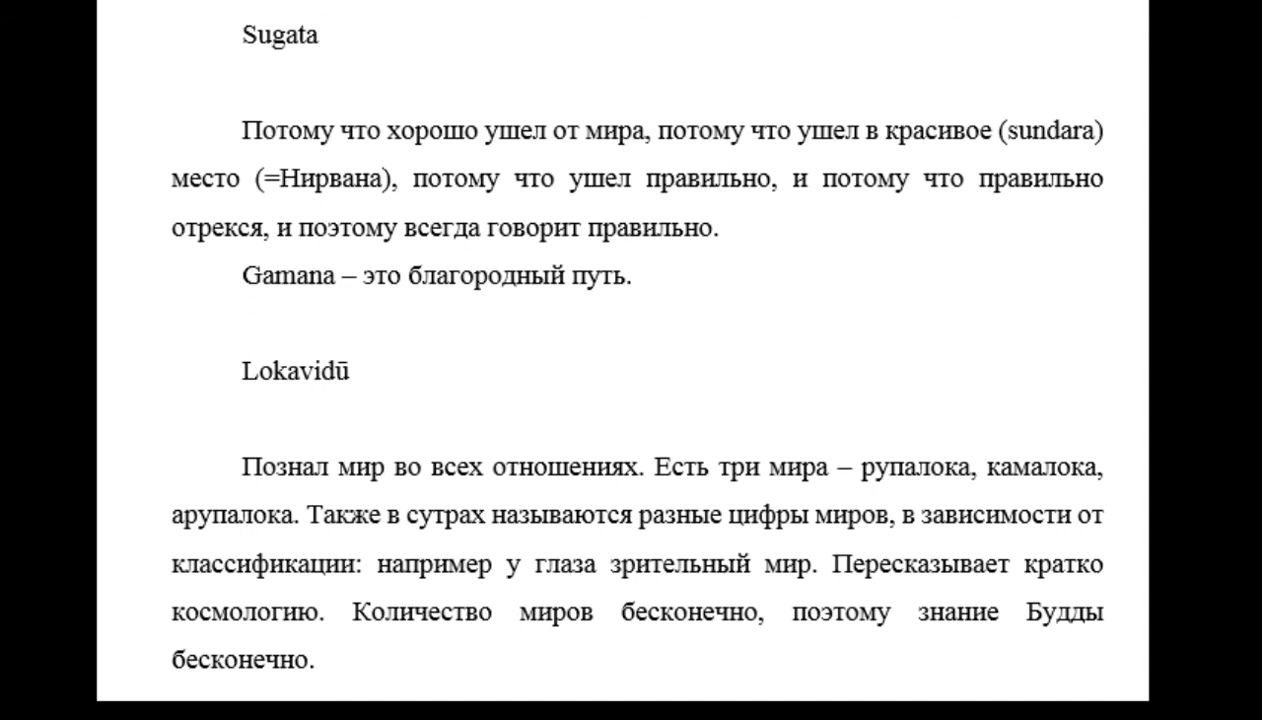 Sugata
Потому что хорошо ушел от мира, потому что ушел в красивое (sundara)
место (=Нирвана), потому что ушел правильно, и потому что правильно
отрекся, и поэтому всегда говорит правильно.
Gamana – это благородный путь.
Lokavidū
Познал мир во всех отношениях. Есть три мира – рупалока, камалока,
арупалока. Также в сутрах называются разные цифры миров, в зависимости от
классификации: например у глаза зрительный мир. Пересказывает кратко
космологию. Количество миров бесконечно, поэтому знание Будды
бесконечно.